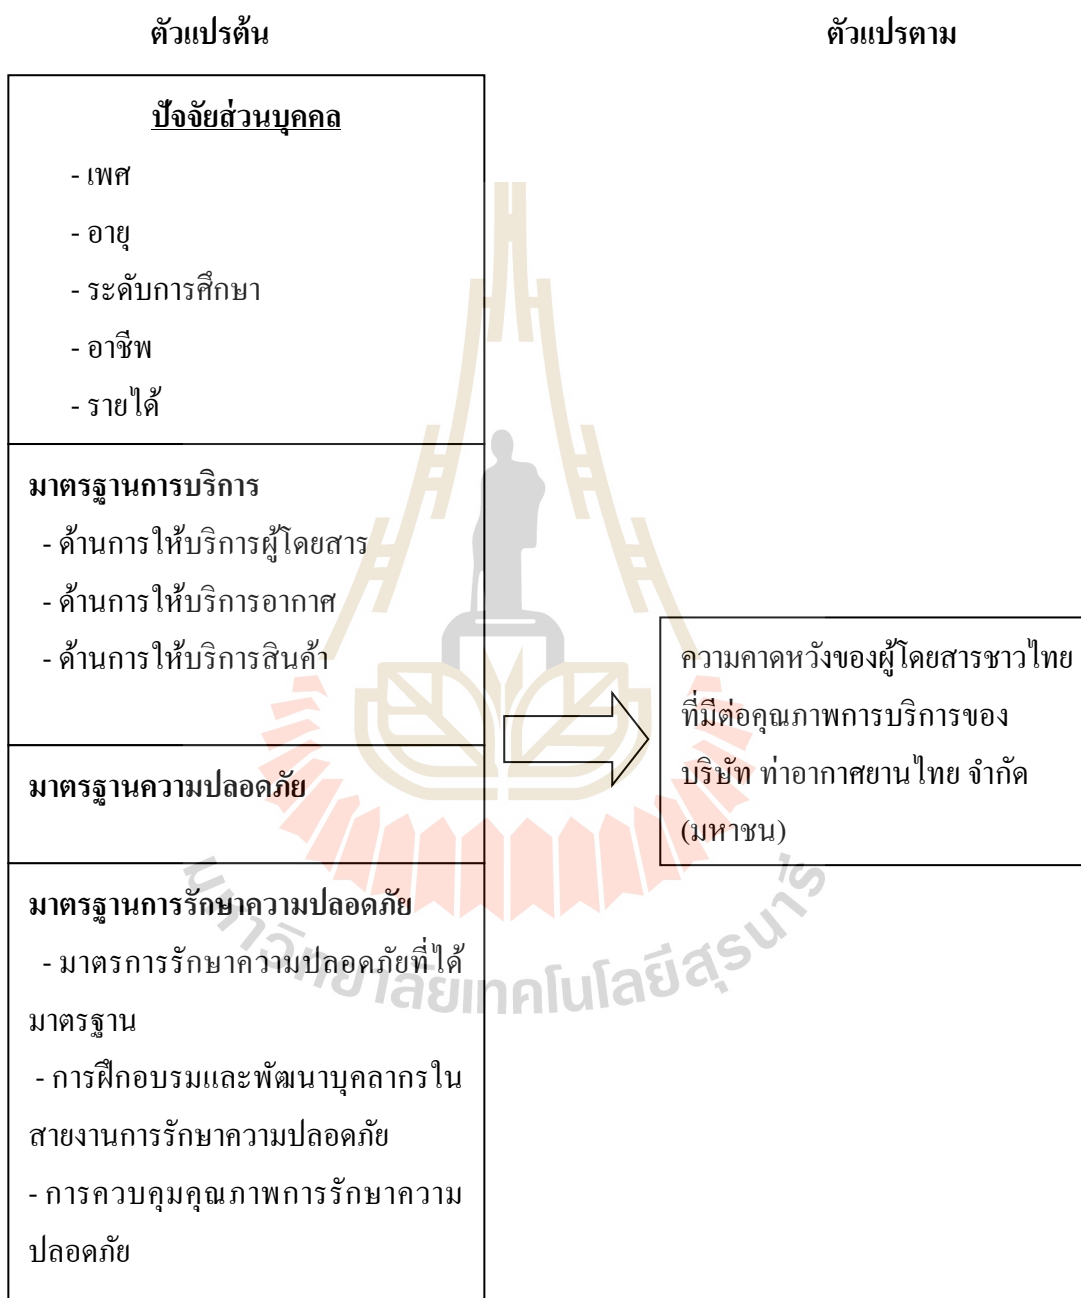 ตัวแปรต้น
ตัวแปรตาม
ปัจจัยส่วนบุคคล
- เพศ
- อายุ
- ระดับการศึกษา
- อาชีพ
- รายได้
มาตรฐานการบริการ
- ด้านการให้บริการผู้โดยสาร
- ด้านการให้บริการอากาศ
- ด้านการให้บริการสินค้า
มาตรฐานความปลอดภัย
มาตรฐานการรักษาความปลอดภัย
- มาตรการรักษาความปลอดภัยที่ได้
มาตรฐาน
- การฝึกอบรมและพัฒนาบุคลากรใน
สายงานการรักษาความปลอดภัย
- การควบคุมคุณภาพการรักษาความ
ปลอดภัย
ความคาดหวังของผู้โดยสารชาวไทย
ที่มีต่อคุณภาพการบริการของ
บริษัท ท่าอากาศยานไทย จำกัด
(มหาชน)
มหาวิทยาลัยเทคโนโลยีสุรนารี